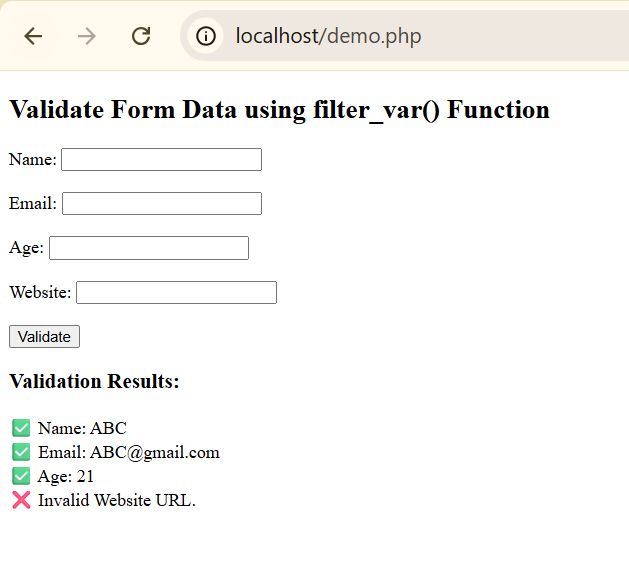 localhost/demo.php
Validate Form Data using filter_var() Function
Name:
Email:
Age:
Website:
Validate
Validation Results:
✅ Name: ABC
✅ Email: ABC@gmail.com
✅ Age: 21
❌ Invalid Website URL.